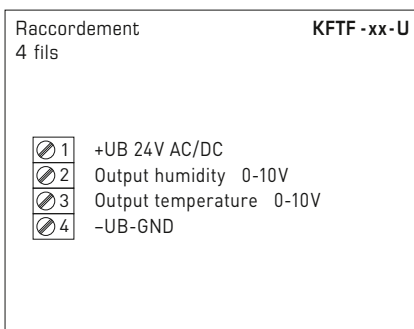 Raccordement KFTF-xx-U
4 fils
1 +UB 24V AC/DC
2 Output humidity 0-10V
3 Output temperature 0-10V
4 –UB-GND